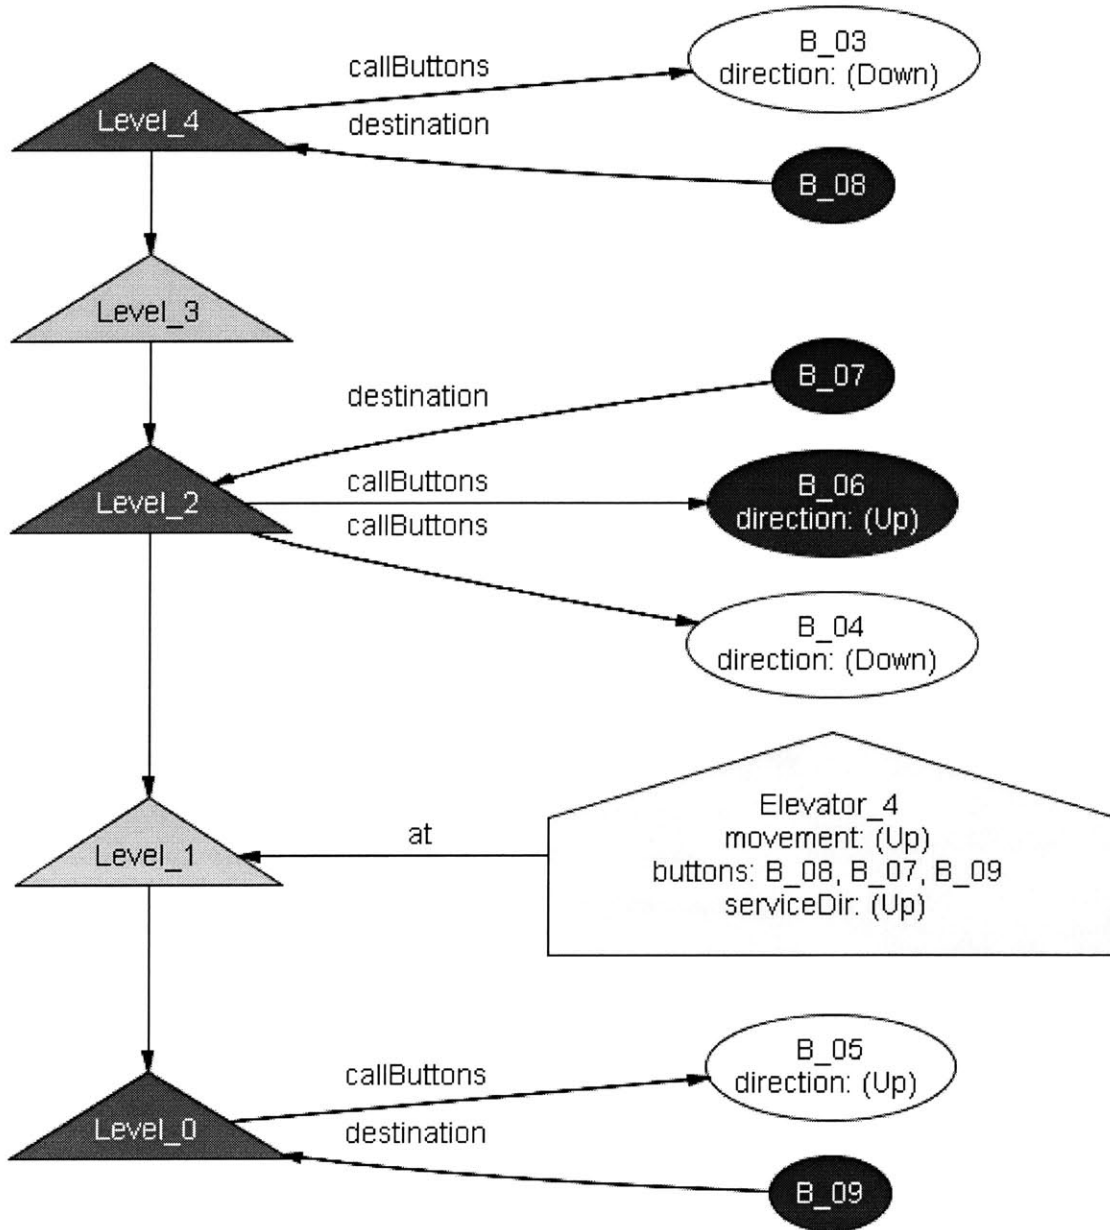 B_03
direction: (Down)
callButtons
Level_4
destination
B_08
Level_3
B_07
destination
Level_2
callButtons
B_06
direction: (Up)
callButtons
B_04
direction: (Down)
Elevator_4
movement: (Up)
buttons: B_08, B_07, B_09
serviceDir: (Up)
at
Level_1
B_05
direction: (Up)
callButtons
Level_0
destination
B_09